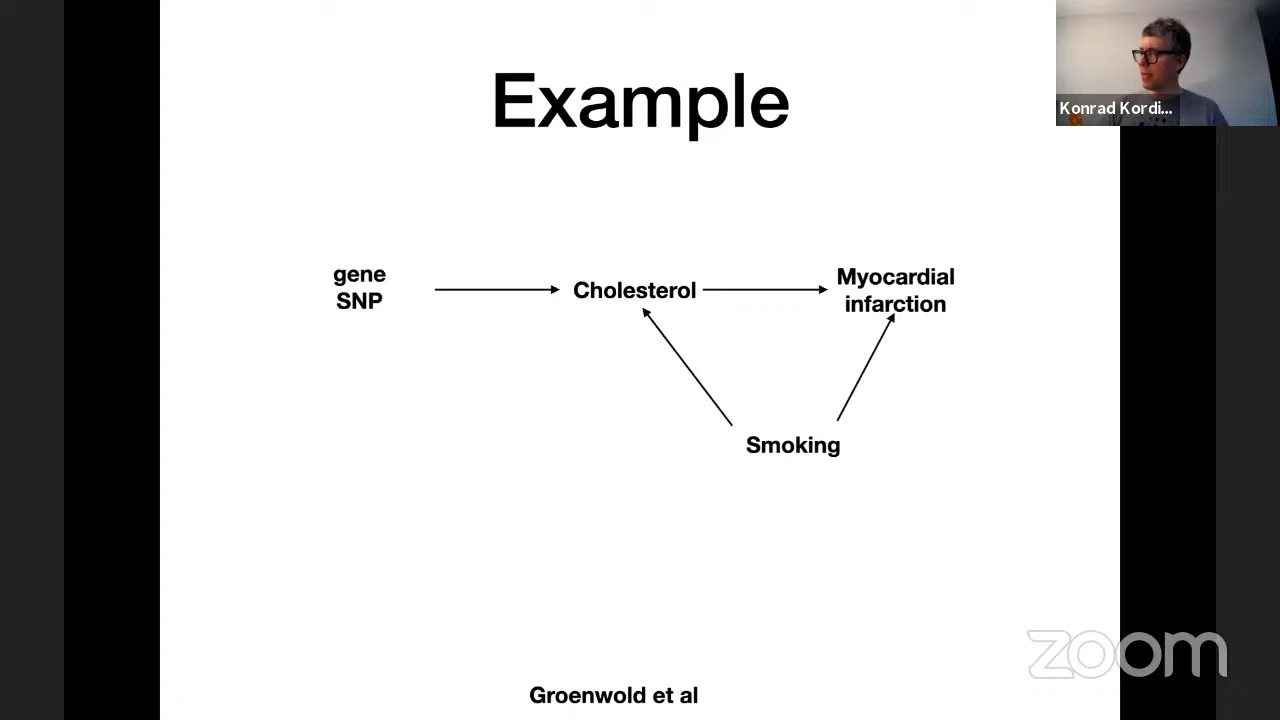 Example
Konrad Kordi...
gene
SNP
Cholesterol
Myocardial
infarction
Smoking
zoom
Groenwold et al